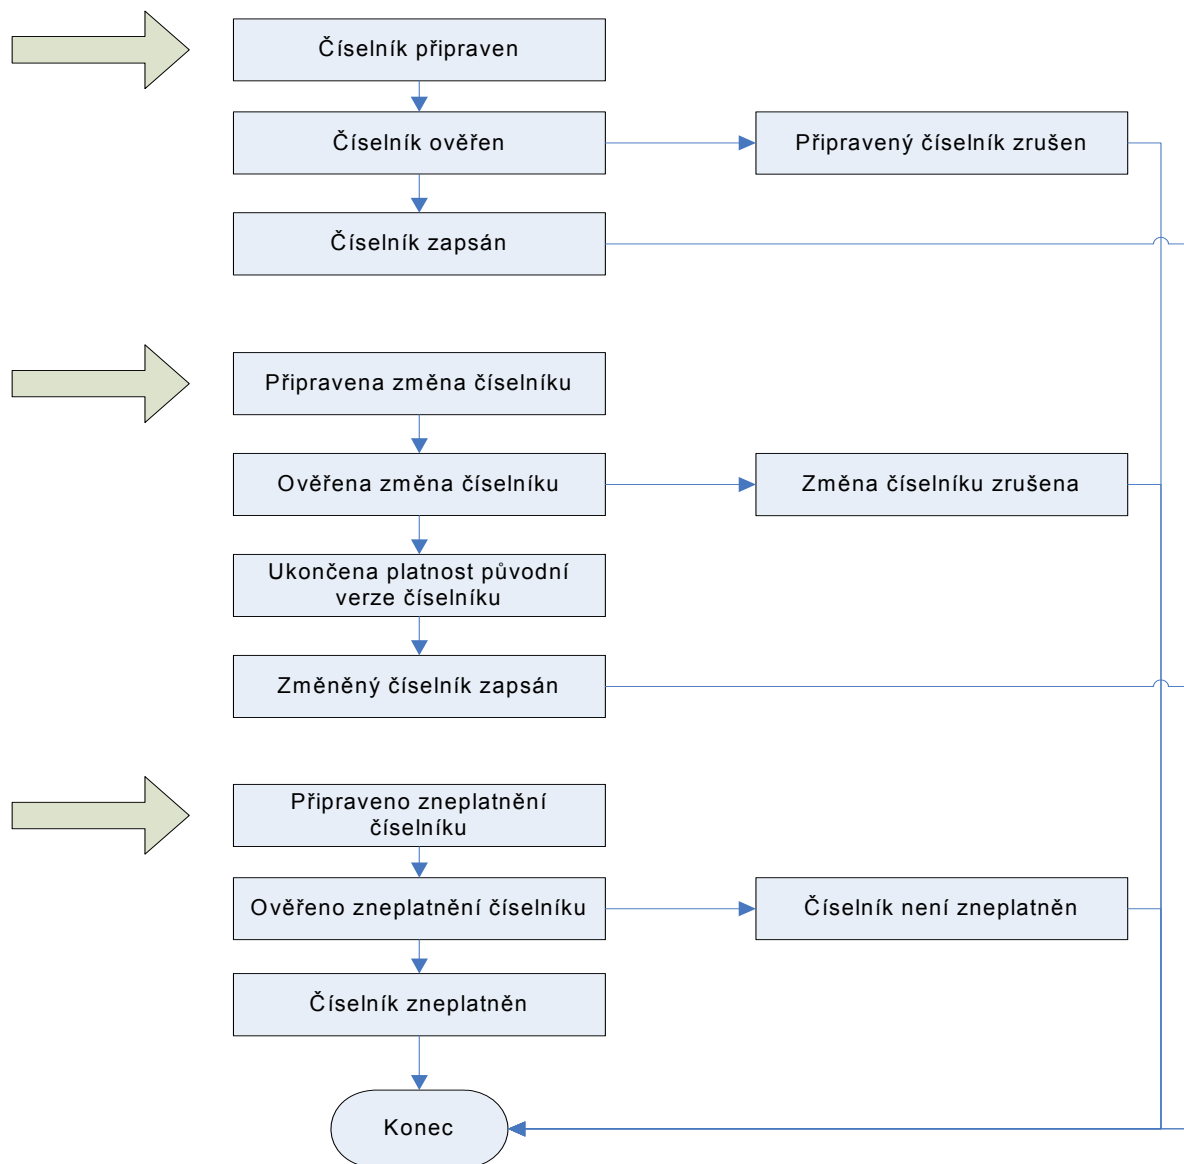 Číselník připraven
Číselník ověřen
Připravený číselník zrušen
Číselník zapsán
Připravena změna číselníku
Ověřena změna číselníku
Změna číselníku zrušena
Ukončena platnost původní
verze číselníku
Změněný číselník zapsán
Připraveno zneplatnění
číselníku
Ověřeno zneplatnění číselníku
Číselník není zneplatněn
Číselník zneplatněn
Konec